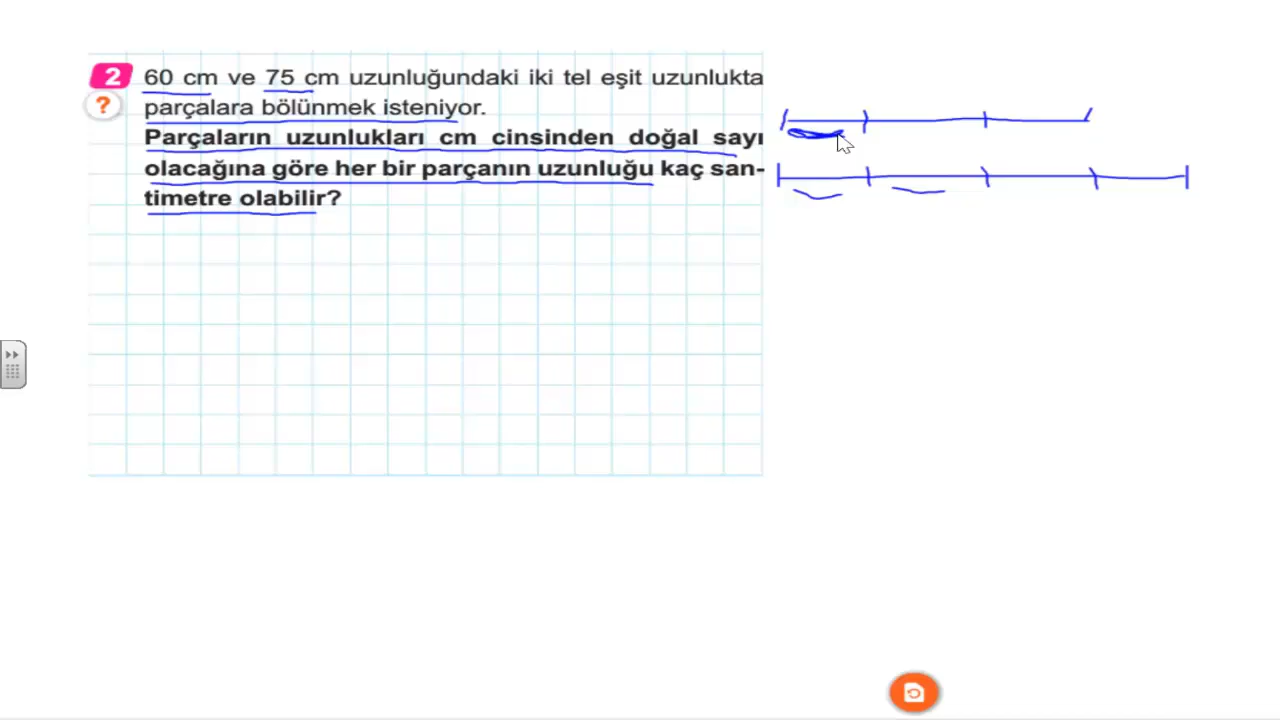 2 60 cm ve 75 cm uzunluğundaki iki tel eşit uzunlukta
? parçalara bölünmek isteniyor.
Parçaların uzunlukları cm cinsinden doğal sayı
olacağına göre her bir parçanın uzunluğu kaç san-
timetre olabilir?